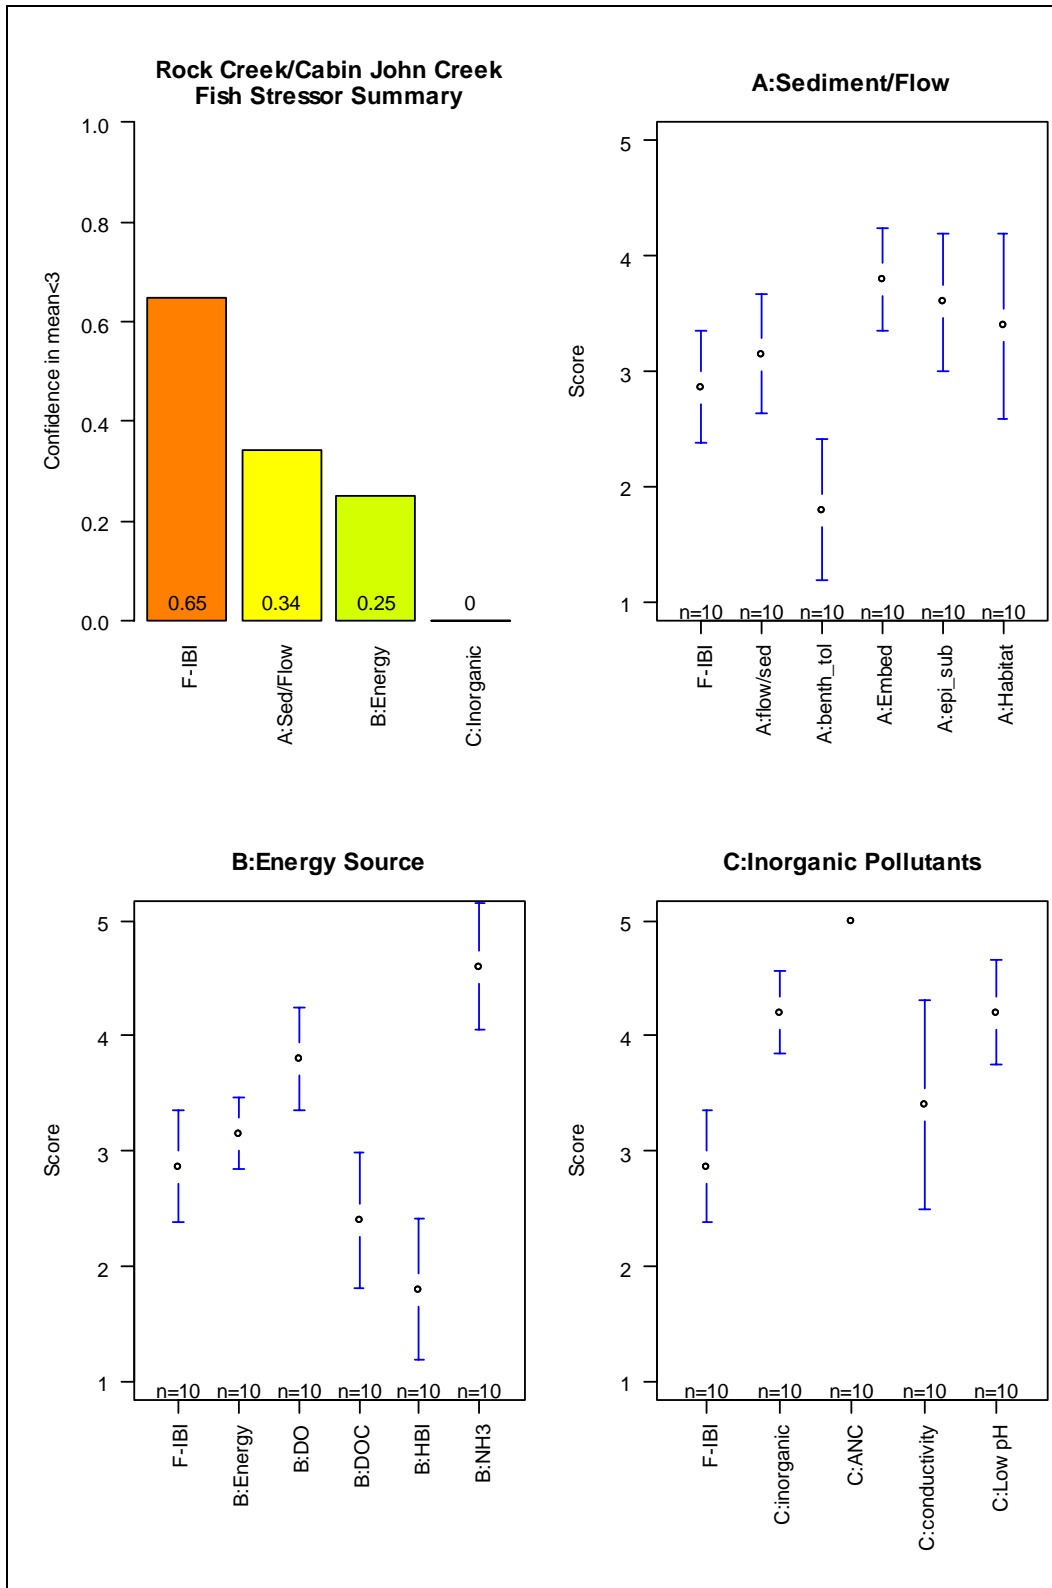 Rock Creek/Cabin John Creek
Fish Stressor Summary
Confidence in mean<3
1.0
0.8
0.6
0.4
0.2
0.0
0.65
0.34
0.25
0
F-IBI
A:Sed/Flow
B:Energy
C:Inorganic
A:Sediment/Flow
Score
5
4
3
2
1
n=10
n=10
n=10
n=10
n=10
n=10
F-IBI
A:flow/sed
A:benth_tol
A:Embed
A:epi_sub
A:Habitat
B:Energy Source
Score
5
4
3
2
1
n=10
n=10
n=10
n=10
n=10
n=10
F-IBI
B:Energy
B:DO
B:DOC
B:HBI
B:NH3
C:Inorganic Pollutants
Score
5
4
3
2
1
n=10
n=10
n=10
n=10
n=10
F-IBI
C:inorganic
C:ANC
C:conductivity
C:Low pH